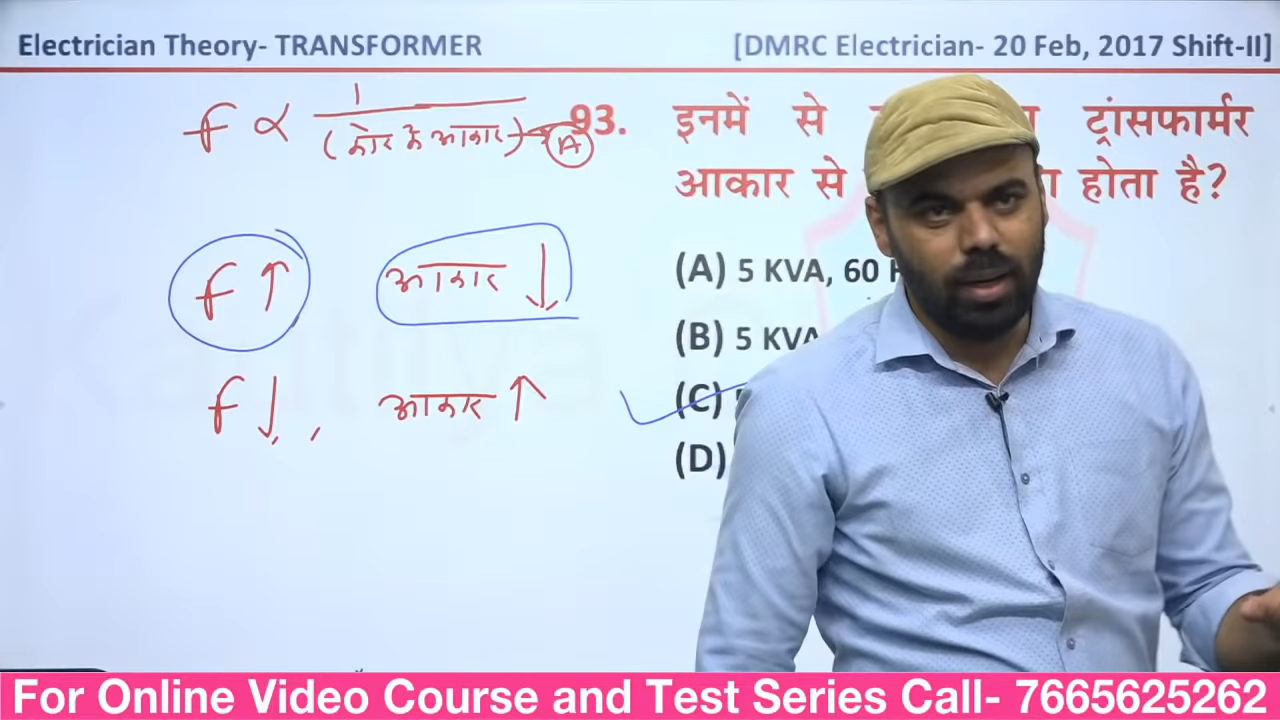 Electrician Theory- TRANSFORMER
[DMRC Electrician- 20 Feb, 2017 Shift-II]
f ∝ 1/(कोर के आकार) → A
93. इनमें से ट्रांसफार्मर
आकार से होता है?
f↑ आकार ↓
(A) 5 KVA, 60
(B) 5 KVA
f↓, आकार ↑
(C)
(D)
For Online Video Course and Test Series Call- 7665625262